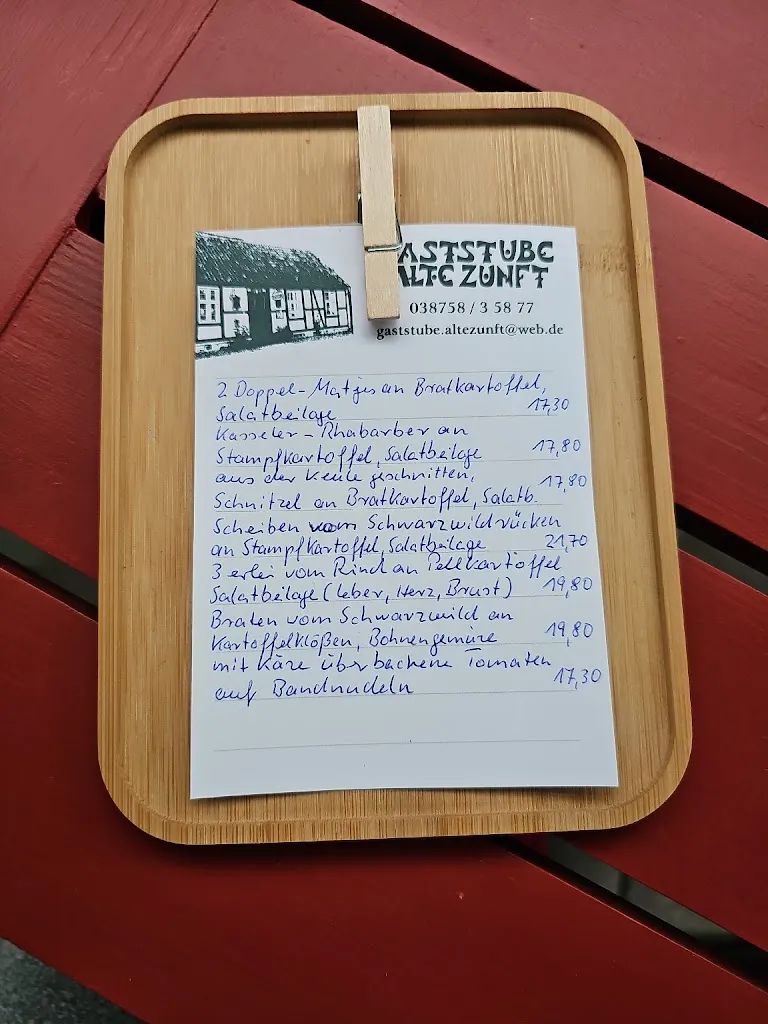 GASTSTUBE
ALTE ZUNFT
038758 / 3 58 77
gaststube.altezunft@web.de
2 Doppel-Matjes an Bratkartoffel,
Salatbeilage 17,30
Kasseler - Rhabarber an
Stampfkartoffel, Salatbeilage 17,80
aus der Keule geschnitten,
Schnitzel an Bratkartoffel, Salatb. 17,80
Scheiben vom Schwarzwildrücken
an Stampfkartoffel, Salatbeilage 21,70
3 erlei vom Rind an Pellkartoffel
Salatbeilage (Leber, Herz, Brust) 19,80
Braten vom Schwarzwild an
Kartoffelklößen, Bohnengemüse 19,80
mit Käse überbackene Tomaten
auf Bandnudeln 17,30